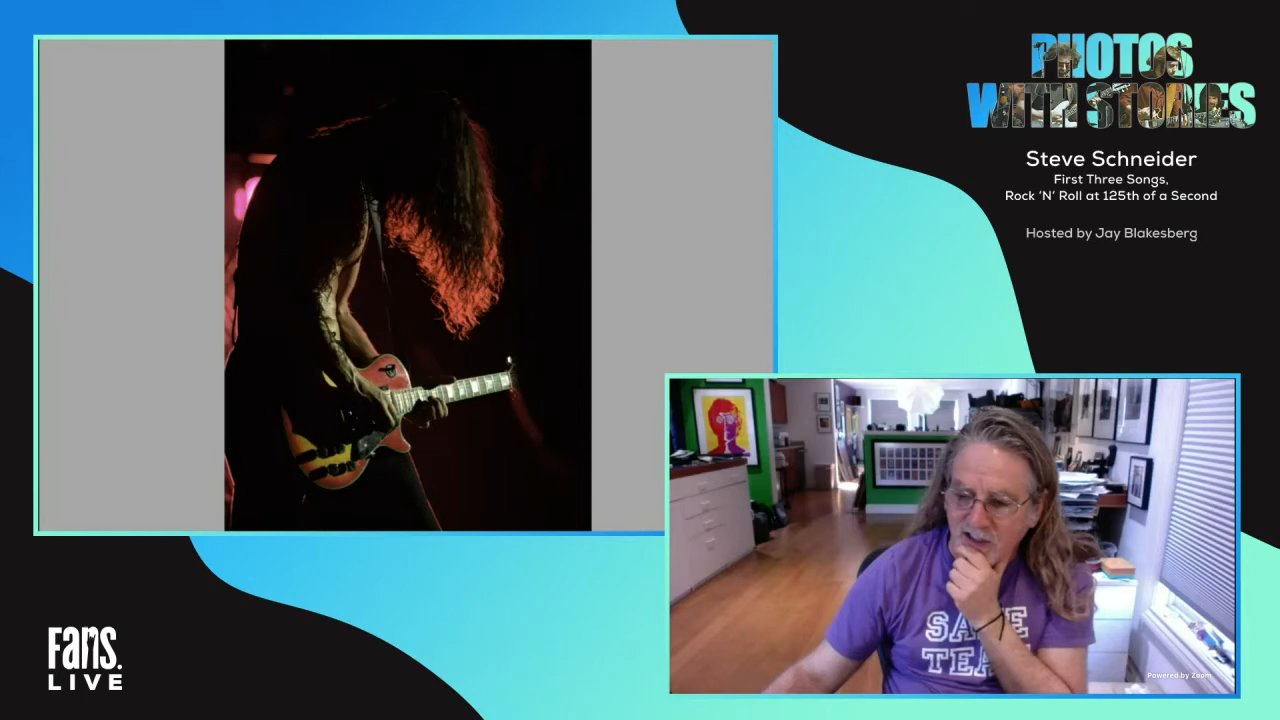 PHOTOS
WITH STORIES
Steve Schneider
First Three Songs,
Rock ‘N’ Roll at 125th of a Second
Hosted by Jay Blakesberg
Powered by Zoom
Fans.
LIVE